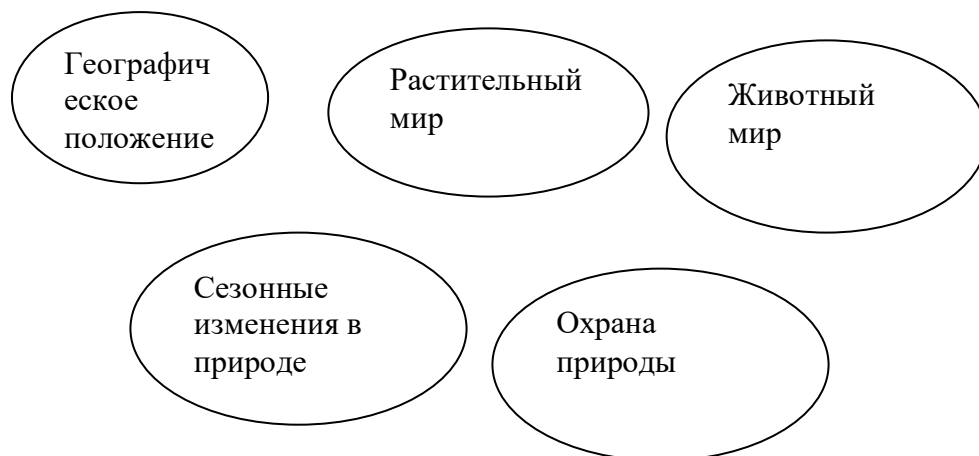 Географич
еское
положение
Растительный
мир
Животный
мир
Сезонные
изменения в
природе
Охрана
природы